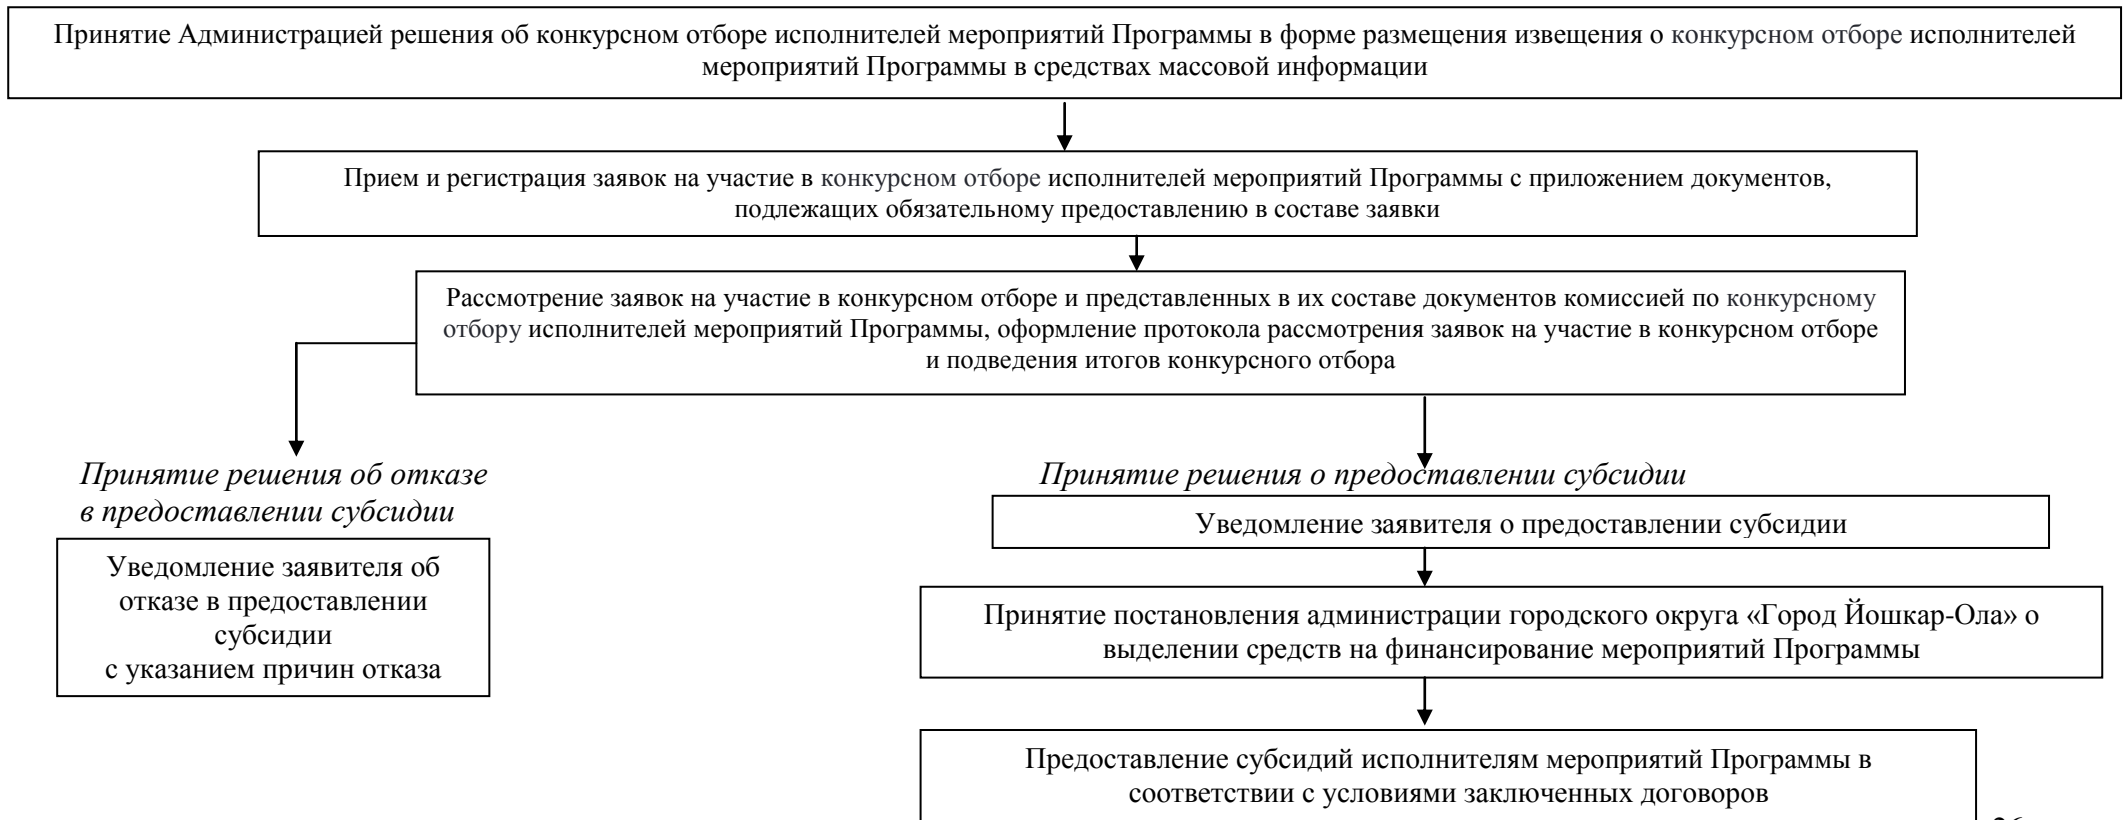 Принятие Администрацией решения об конкурсном отборе исполнителей мероприятий Программы в форме размещения извещения о конкурсном отборе исполнителей
мероприятий Программы в средствах массовой информации
Прием и регистрация заявок на участие в конкурсном отборе исполнителей мероприятий Программы с приложением документов,
подлежащих обязательному предоставлению в составе заявки
Рассмотрение заявок на участие в конкурсном отборе и представленных в их составе документов комиссией по конкурсному
отбору исполнителей мероприятий Программы, оформление протокола рассмотрения заявок на участие в конкурсном отборе
и подведения итогов конкурсного отбора
Принятие решения об отказе
в предоставлении субсидии
Уведомление заявителя об
отказе в предоставлении
субсидии
с указанием причин отказа
Принятие решения о предоставлении субсидии
Уведомление заявителя о предоставлении субсидии
Принятие постановления администрации городского округа «Город Йошкар-Ола» о
выделении средств на финансирование мероприятий Программы
Предоставление субсидий исполнителям мероприятий Программы в
соответствии с условиями заключенных договоров